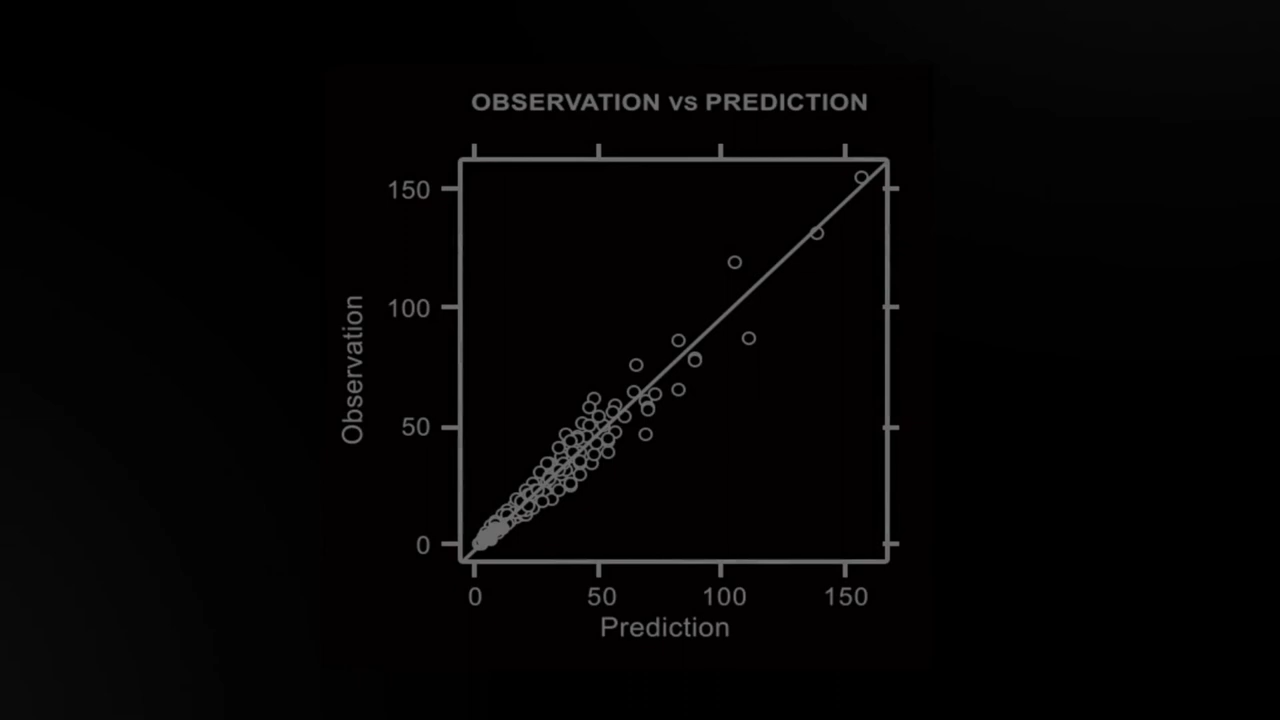 OBSERVATION VS PREDICTION
150
100
50
0
Observation
0 50 100 150
Prediction